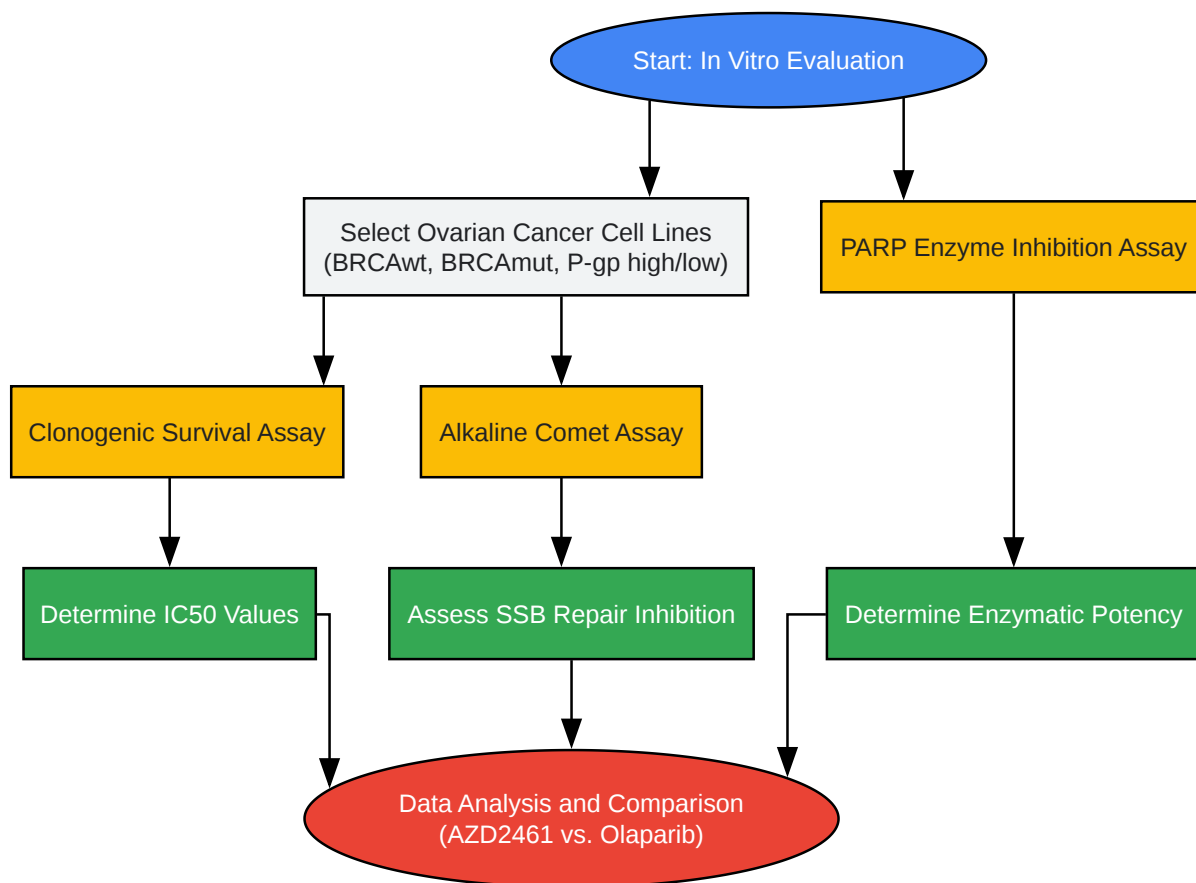 Start: In Vitro Evaluation
Select Ovarian Cancer Cell Lines
(BRCAwt, BRCAmut, P-gp high/low)
PARP Enzyme Inhibition Assay
Clonogenic Survival Assay
Alkaline Comet Assay
Determine IC50 Values
Assess SSB Repair Inhibition
Determine Enzymatic Potency
Data Analysis and Comparison
(AZD2461 vs. Olaparib)